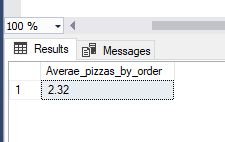 100 %
Results Messages
Averae_pizzas_by_order
1 2.32